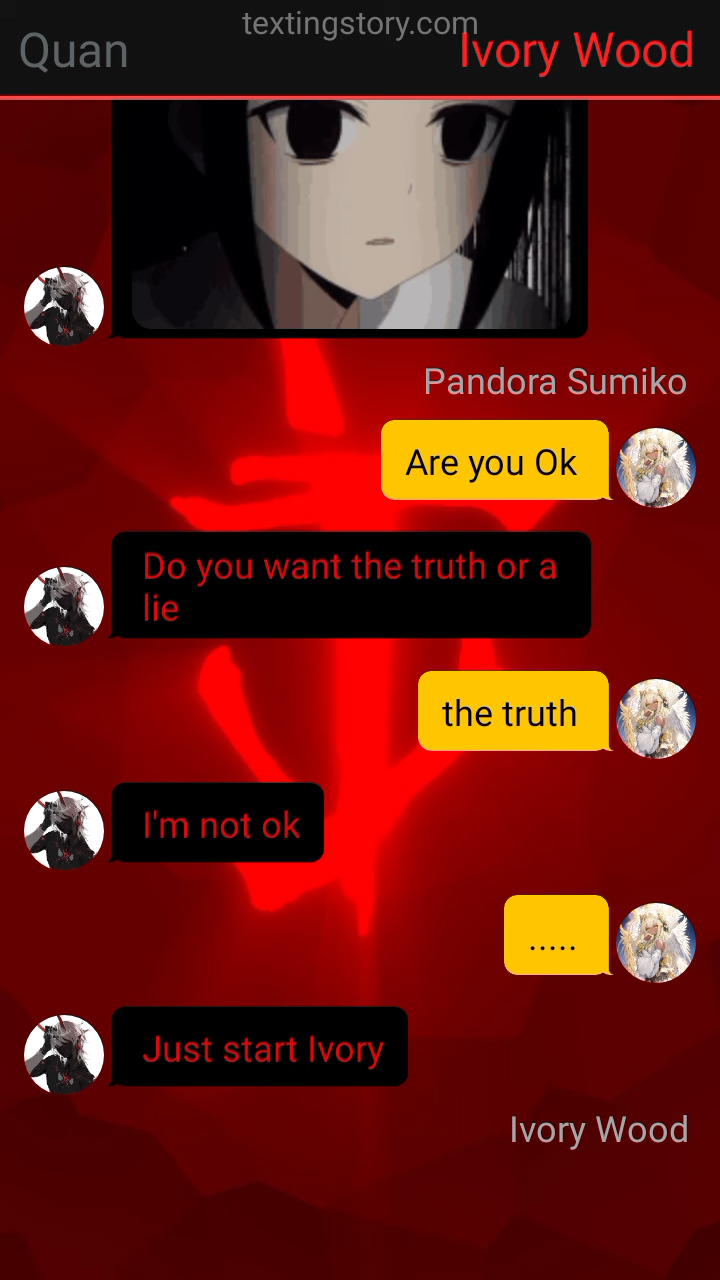 textingstory.com
Quan
Ivory Wood
Pandora Sumiko
Are you Ok
Do you want the truth or a
lie
the truth
I'm not ok
.....
Just start Ivory
Ivory Wood